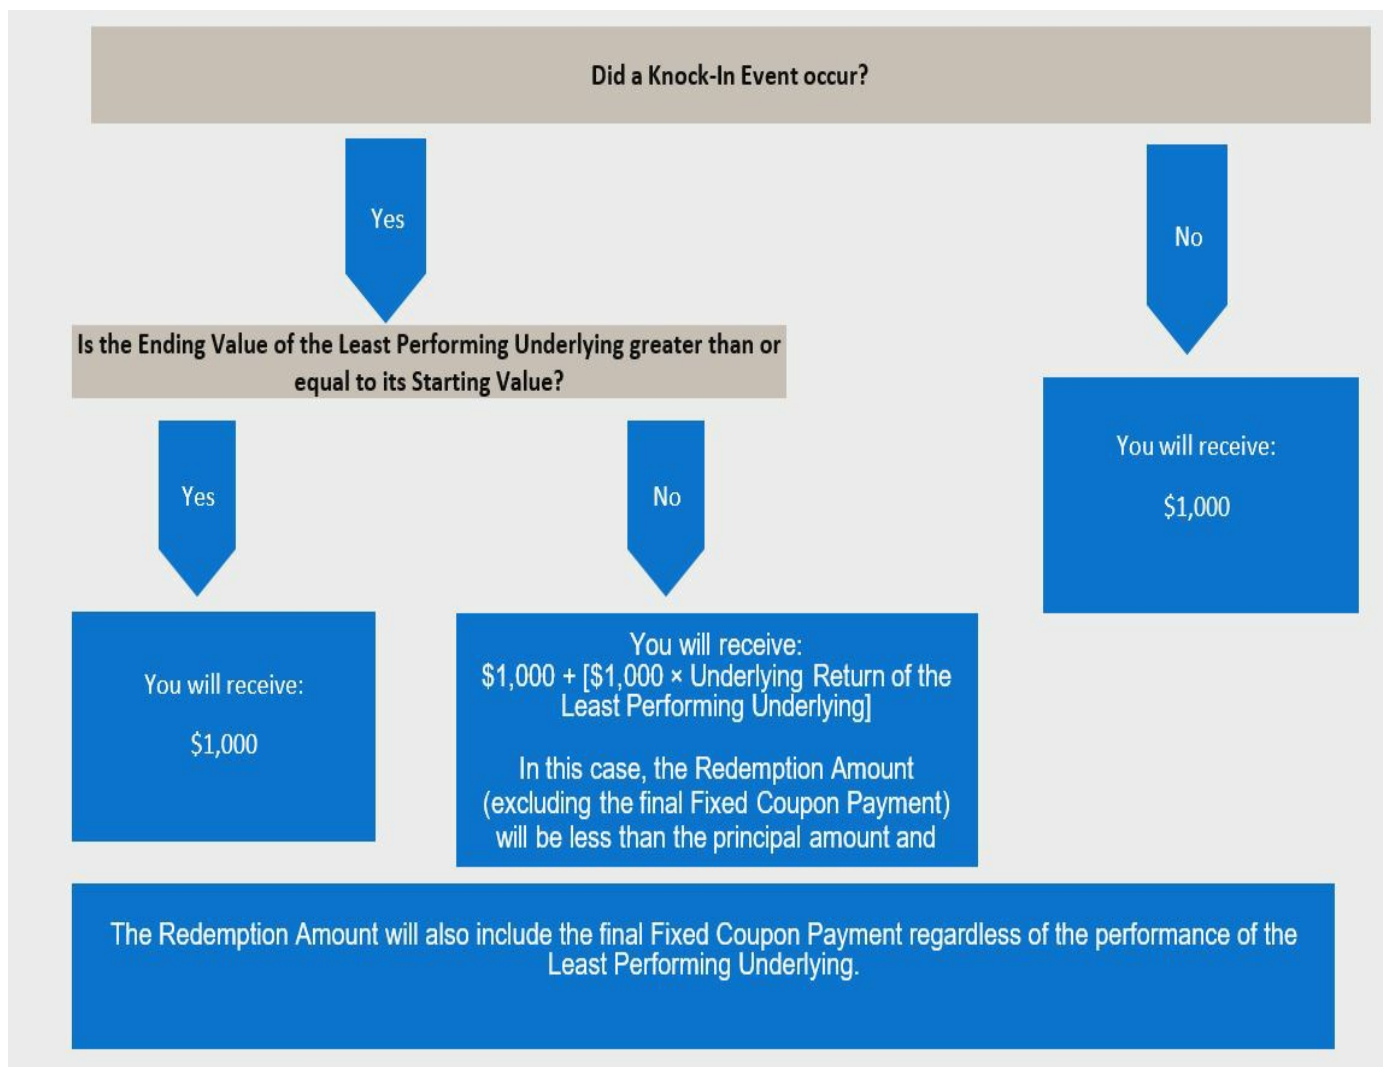 Did a Knock-In Event occur?
Yes
No
Is the Ending Value of the Least Performing Underlying greater than or
equal to its Starting Value?
You will receive:
$1,000
Yes
No
You will receive:
$1,000
You will receive:
$1,000 + [$1,000 × Underlying Return of the
Least Performing Underlying]
In this case, the Redemption Amount
(excluding the final Fixed Coupon Payment)
will be less than the principal amount and
The Redemption Amount will also include the final Fixed Coupon Payment regardless of the performance of the
Least Performing Underlying.